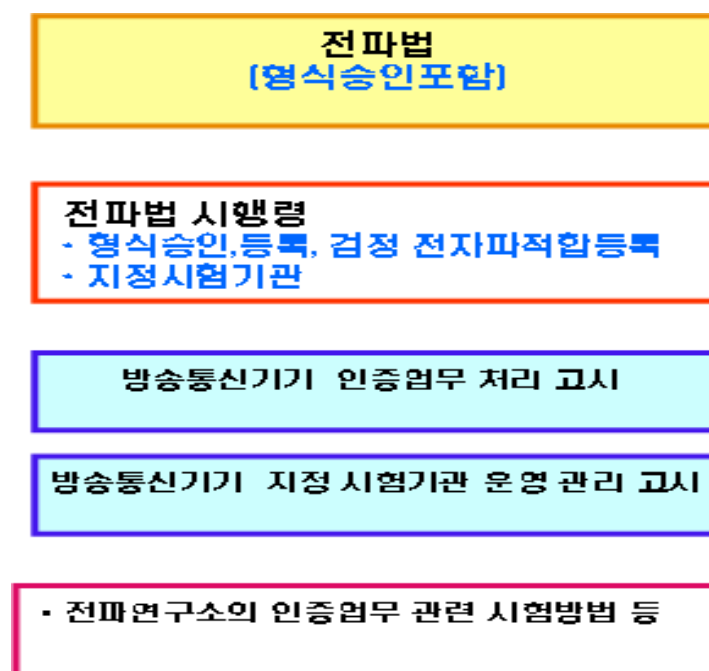 전파법
(형식승인포함)
전파법 시행령
- 형식승인,등록, 검정 전자파적합등록
- 지정시험기관
방송통신기기 인증업무 처리 고시
방송통신기기 지정 시험기관 운영 관리 고시
· 전파연구소의 인증업무 관련 시험방법 등